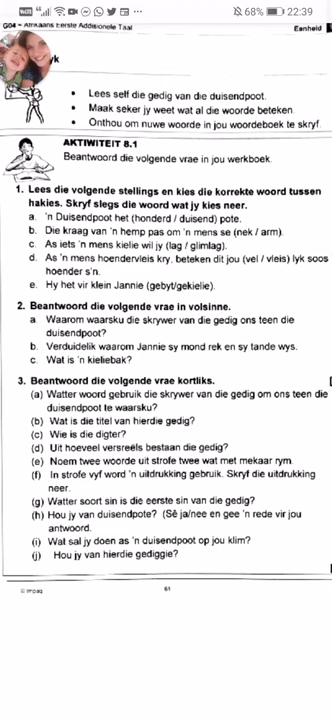 68% 22:39
G04 ~ Afrikaans Eerste Addisionele Taal Eenheid
yk
• Lees self die gedig van die duisendpoot.
• Maak seker jy weet wat al die woorde beteken.
• Onthou om nuwe woorde in jou woordeboek te skryf.
AKTIWITEIT 8.1
Beantwoord die volgende vrae in jou werkboek.
1. Lees die volgende stellings en kies die korrekte woord tussen
hakies. Skryf slegs die woord wat jy kies neer.
a. 'n Duisendpoot het (honderd / duisend) pote.
b. Die kraag van 'n hemp pas om 'n mens se (nek / arm).
c. As iets 'n mens kielie wil jy (lag / glimlag).
d. As 'n mens hoendervleis kry, beteken dit jou (vel / vleis) lyk soos
hoender s'n.
e. Hy het vir klein Jannie (gebyt/gekielie).
2. Beantwoord die volgende vrae in volsinne.
a. Waarom waarsku die skrywer van die gedig ons teen die
duisendpoot?
b. Verduidelik waarom Jannie sy mond rek en sy tande wys.
c. Wat is 'n kieliebak?
3. Beantwoord die volgende vrae kortliks.
(a) Watter woord gebruik die skrywer van die gedig om ons teen die
duisendpoot te waarsku?
(b) Wat is die titel van hierdie gedig?
(c) Wie is die digter?
(d) Uit hoeveel versreëls bestaan die gedig?
(e) Noem twee woorde uit strofe twee wat met mekaar rym.
(f) In strofe vyf word 'n uitdrukking gebruik. Skryf die uitdrukking
neer.
(g) Watter soort sin is die eerste sin van die gedig?
(h) Hou jy van duisendpote? (Sê ja/nee en gee 'n rede vir jou
antwoord.
(i) Wat sal jy doen as 'n duisendpoot op jou klim?
(j) Hou jy van hierdie gediggie?
© Impaq 61